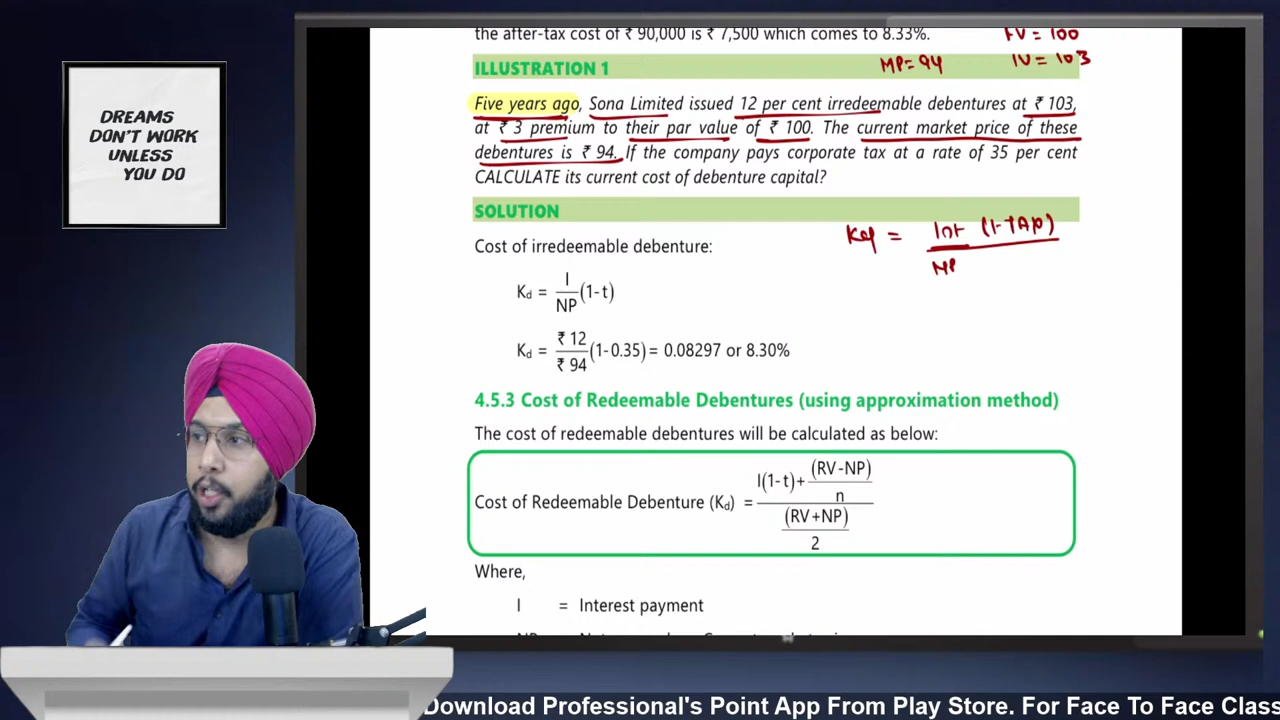 DREAMS
DON'T WORK
UNLESS
YOU DO
the after-tax cost of ₹ 90,000 is ₹ 7,500 which comes to 8.33%.
FV = 100
MP = 94
IV = 103
ILLUSTRATION 1
Five years ago, Sona Limited issued 12 per cent irredeemable debentures at ₹ 103,
at ₹ 3 premium to their par value of ₹ 100. The current market price of these
debentures is ₹ 94. If the company pays corporate tax at a rate of 35 per cent
CALCULATE its current cost of debenture capital?
SOLUTION
Int (1-TAP)
=
MP
Cost of irredeemable debenture:
Kd = I/NP (1-t)
Kd = ₹ 12/₹ 94 (1-0.35) = 0.08297 or 8.30%
4.5.3 Cost of Redeemable Debentures (using approximation method)
The cost of redeemable debentures will be calculated as below:
I(1-t)+ (RV-NP)/n
Cost of Redeemable Debenture (Kd) =
(RV+NP)/2
Where,
I = Interest payment
Download Professional's Point App From Play Store. For Face To Face Class